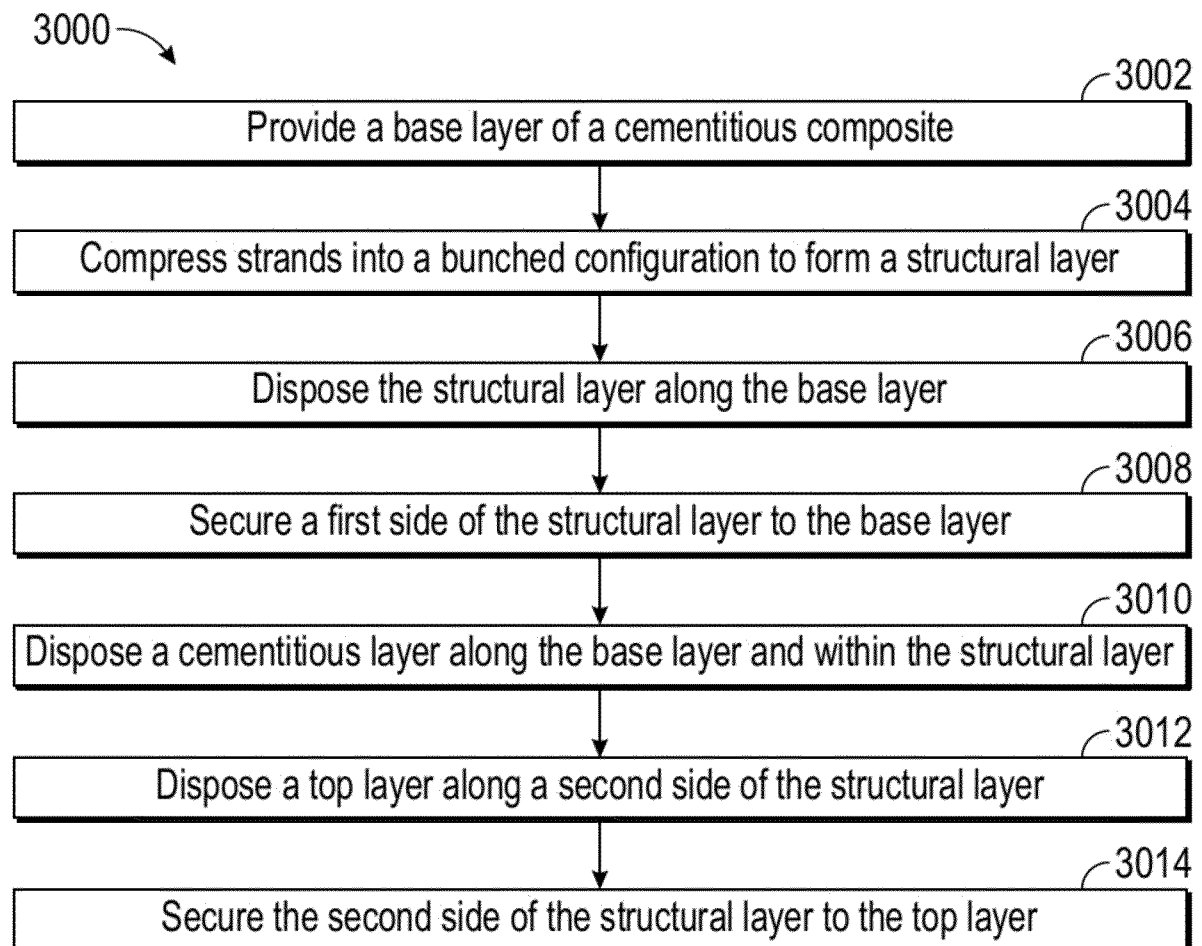 3000
3002
Provide a base layer of a cementitious composite
3004
Compress strands into a bunched configuration to form a structural layer
3006
Dispose the structural layer along the base layer
3008
Secure a first side of the structural layer to the base layer
3010
Dispose a cementitious layer along the base layer and within the structural layer
3012
Dispose a top layer along a second side of the structural layer
3014
Secure the second side of the structural layer to the top layer